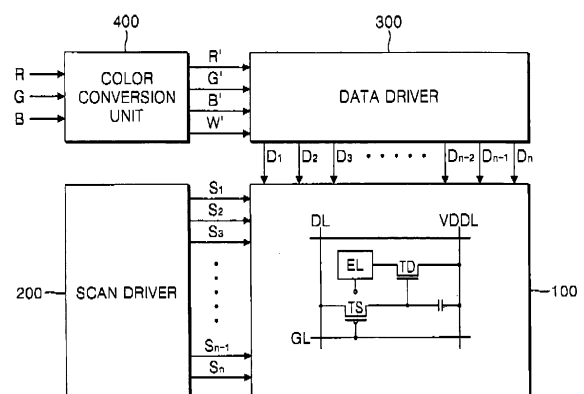 400
300
R
G
B
COLOR
CONVERSION
UNIT
R'
G'
B'
W'
DATA DRIVER
D1 D2 D3 • • • • • Dn-2 Dn-1 Dn
200
SCAN DRIVER
S1
S2
S3
Sn-1
Sn
DL VDDL
EL TD
TS
GL
100